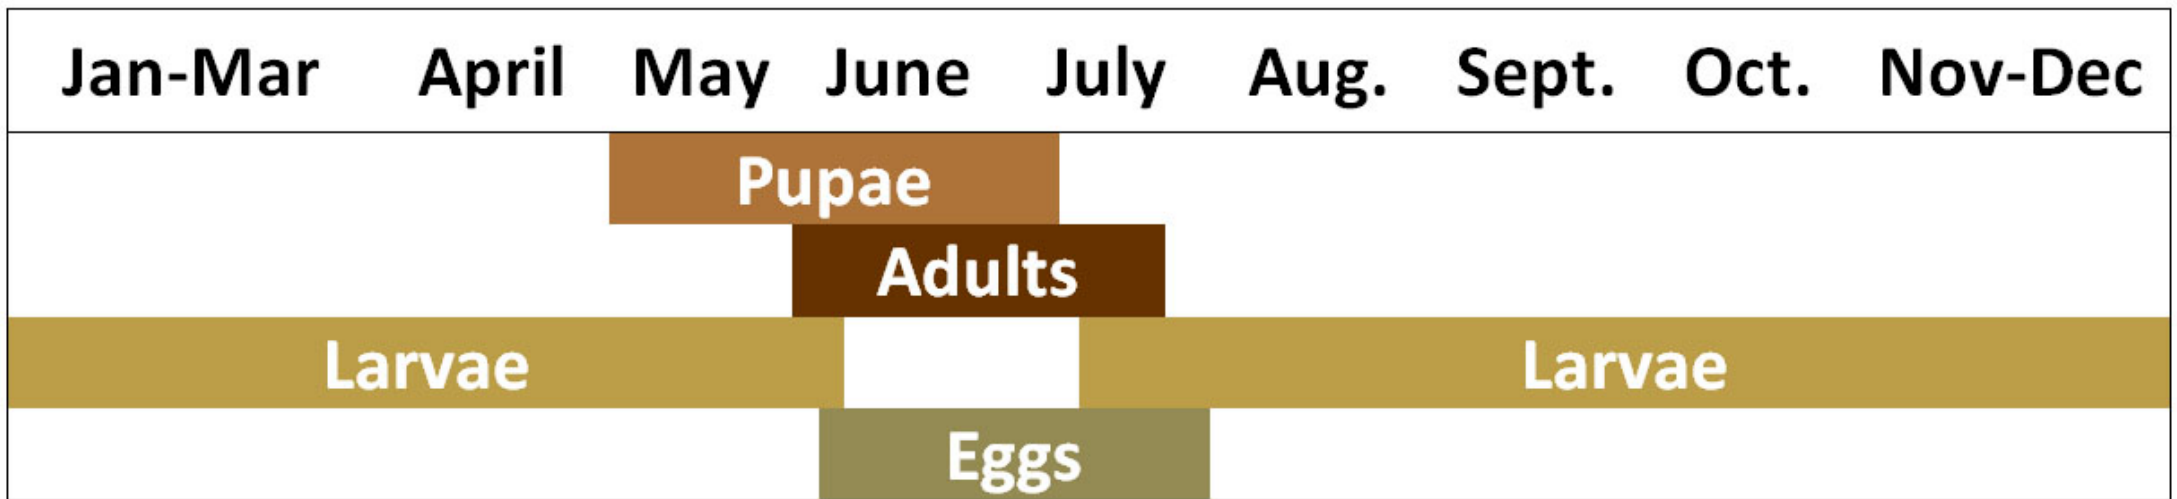 Jan-Mar April May June July Aug. Sept. Oct. Nov-Dec
Pupae
Adults
Larvae Larvae
Eggs